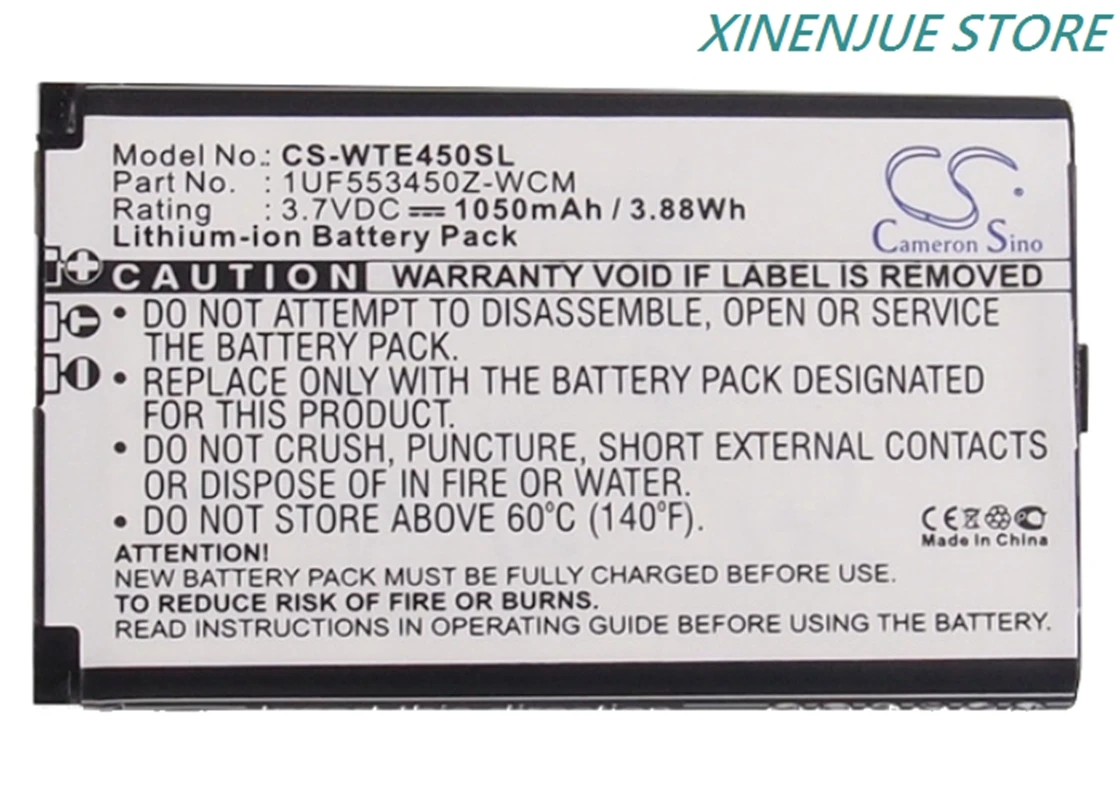 XINENJUE STORE
Model No.: CS-WTE450SL
Part No. : 1UF553450Z-WCM
Rating : 3.7VDC 1050mAh / 3.88Wh
Lithium-ion Battery Pack
Cameron Sino
CAUTION WARRANTY VOID IF LABEL IS REMOVED
• DO NOT ATTEMPT TO DISASSEMBLE, OPEN OR SERVICE
THE BATTERY PACK.
• REPLACE ONLY WITH THE BATTERY PACK DESIGNATED
FOR THIS PRODUCT.
• DO NOT CRUSH, PUNCTURE, SHORT EXTERNAL CONTACTS
OR DISPOSE OF IN FIRE OR WATER.
• DO NOT STORE ABOVE 60°C (140°F).
CE
Made in China
ATTENTION!
NEW BATTERY PACK MUST BE FULLY CHARGED BEFORE USE.
TO REDUCE RISK OF FIRE OR BURNS.
READ INSTRUCTIONS IN OPERATING GUIDE BEFORE USING THE BATTERY.